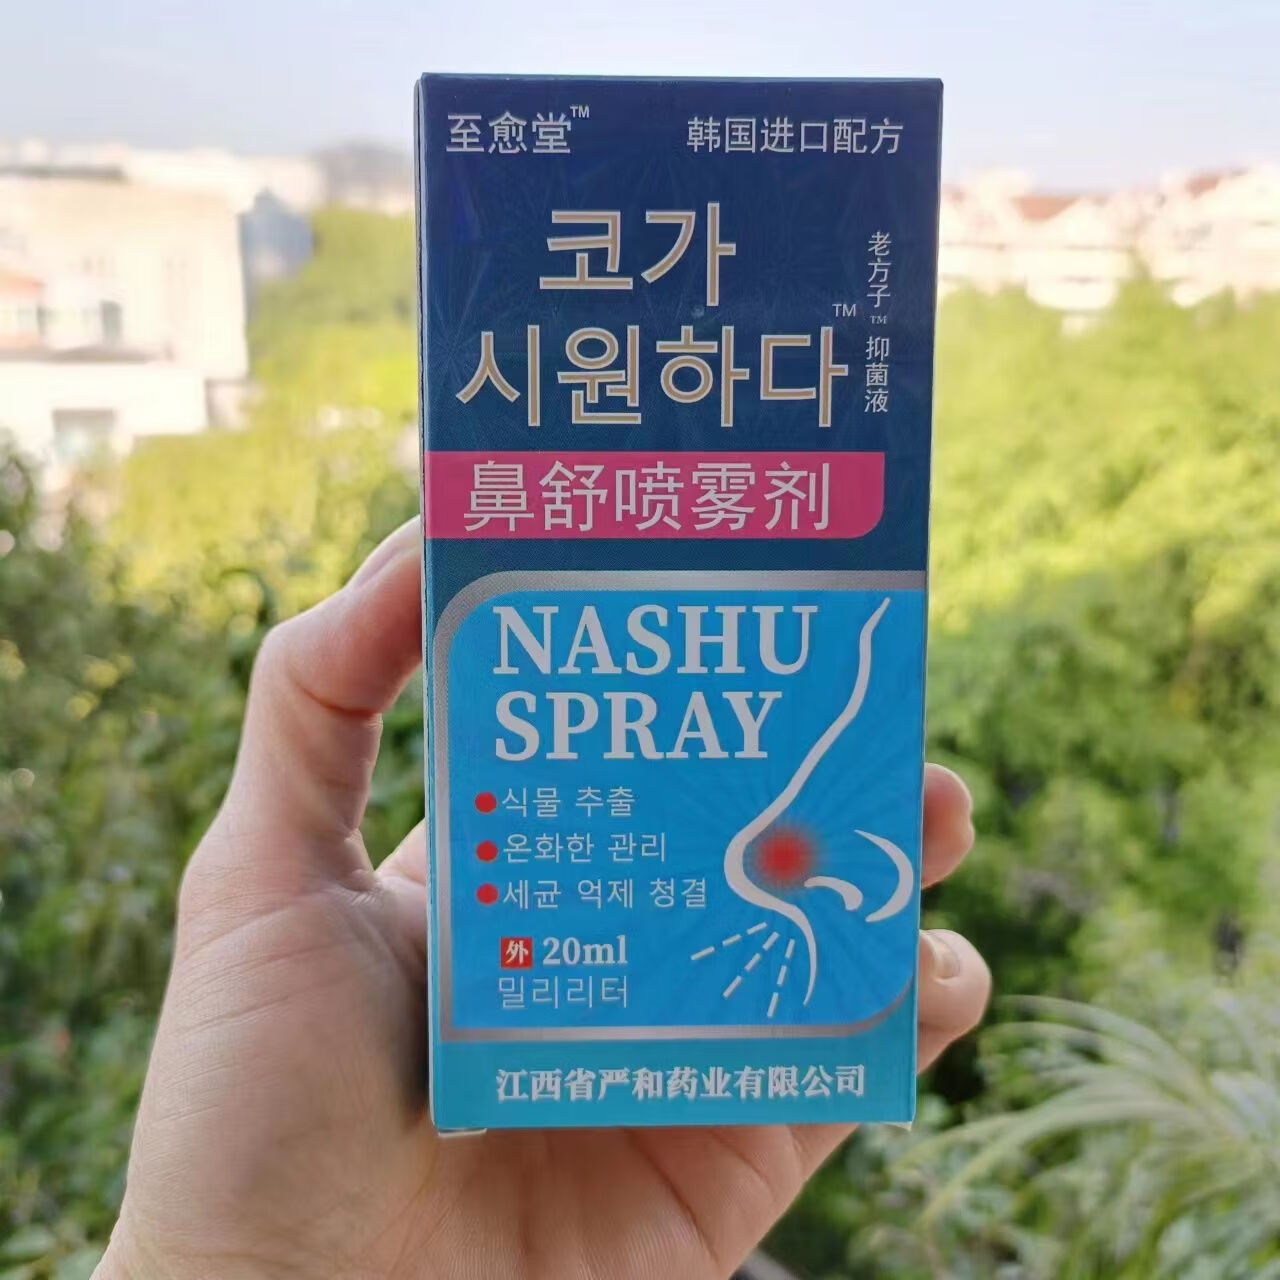 至愈堂™
韩国进口配方
코가
시원하다™
老方子™抑菌液
鼻舒喷雾剂
NASHU
SPRAY
식물 추출
온화한 관리
세균 억제 청결
外 20ml
밀리리터
江西省严和药业有限公司